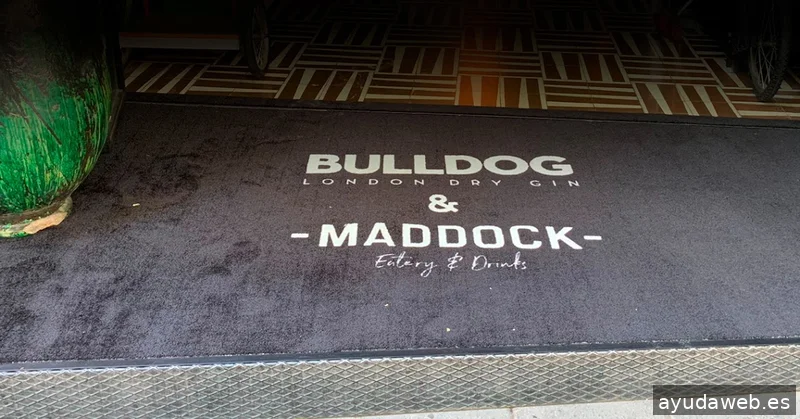 BULLDOG
LONDON DRY GIN
&
-MADDOCK-
Eatery & Drinks
ayudaweb.es